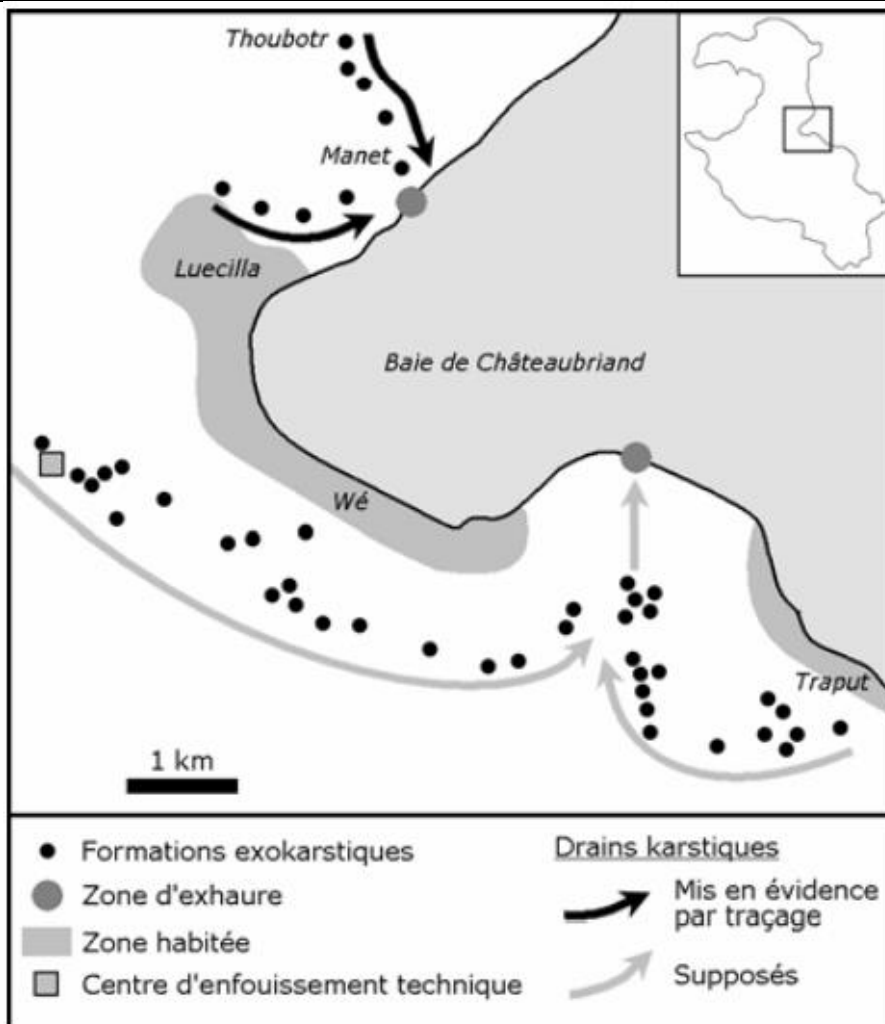 Thoubotr
Manet
Luecilla
Baie de Châteaubriand
Wé
Traput
1 km
Formations exokarstiques
Zone d'exhaure
Zone habitée
Centre d'enfouissement technique
Drains karstiques
Mis en évidence
par traçage
Supposés